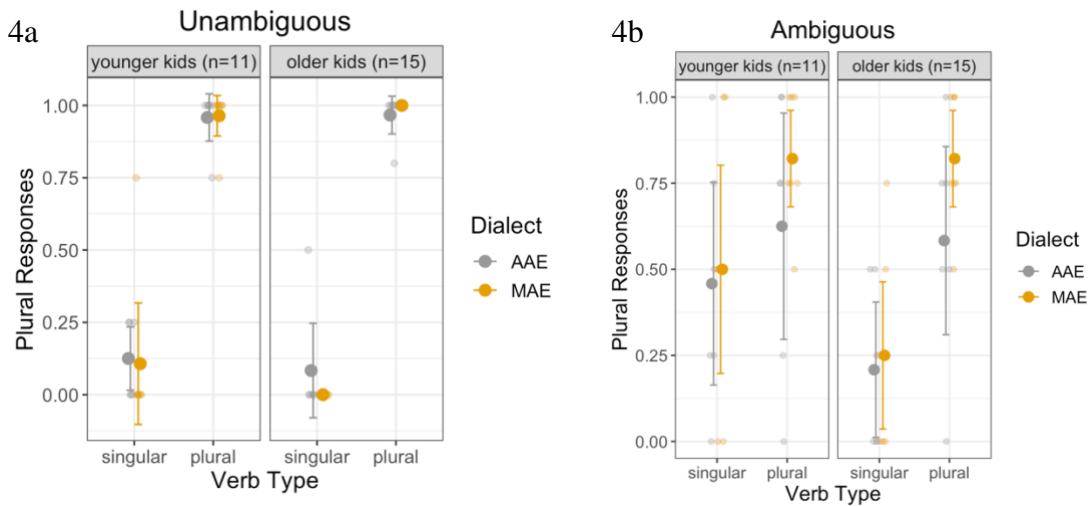 4a
Unambiguous
younger kids (n=11)
older kids (n=15)
Plural Responses
1.00
0.75
0.50
0.25
0.00
singular
plural
singular
plural
Verb Type
Dialect
AAE
MAE
4b
Ambiguous
younger kids (n=11)
older kids (n=15)
Plural Responses
1.00
0.75
0.50
0.25
0.00
singular
plural
singular
plural
Verb Type
Dialect
AAE
MAE